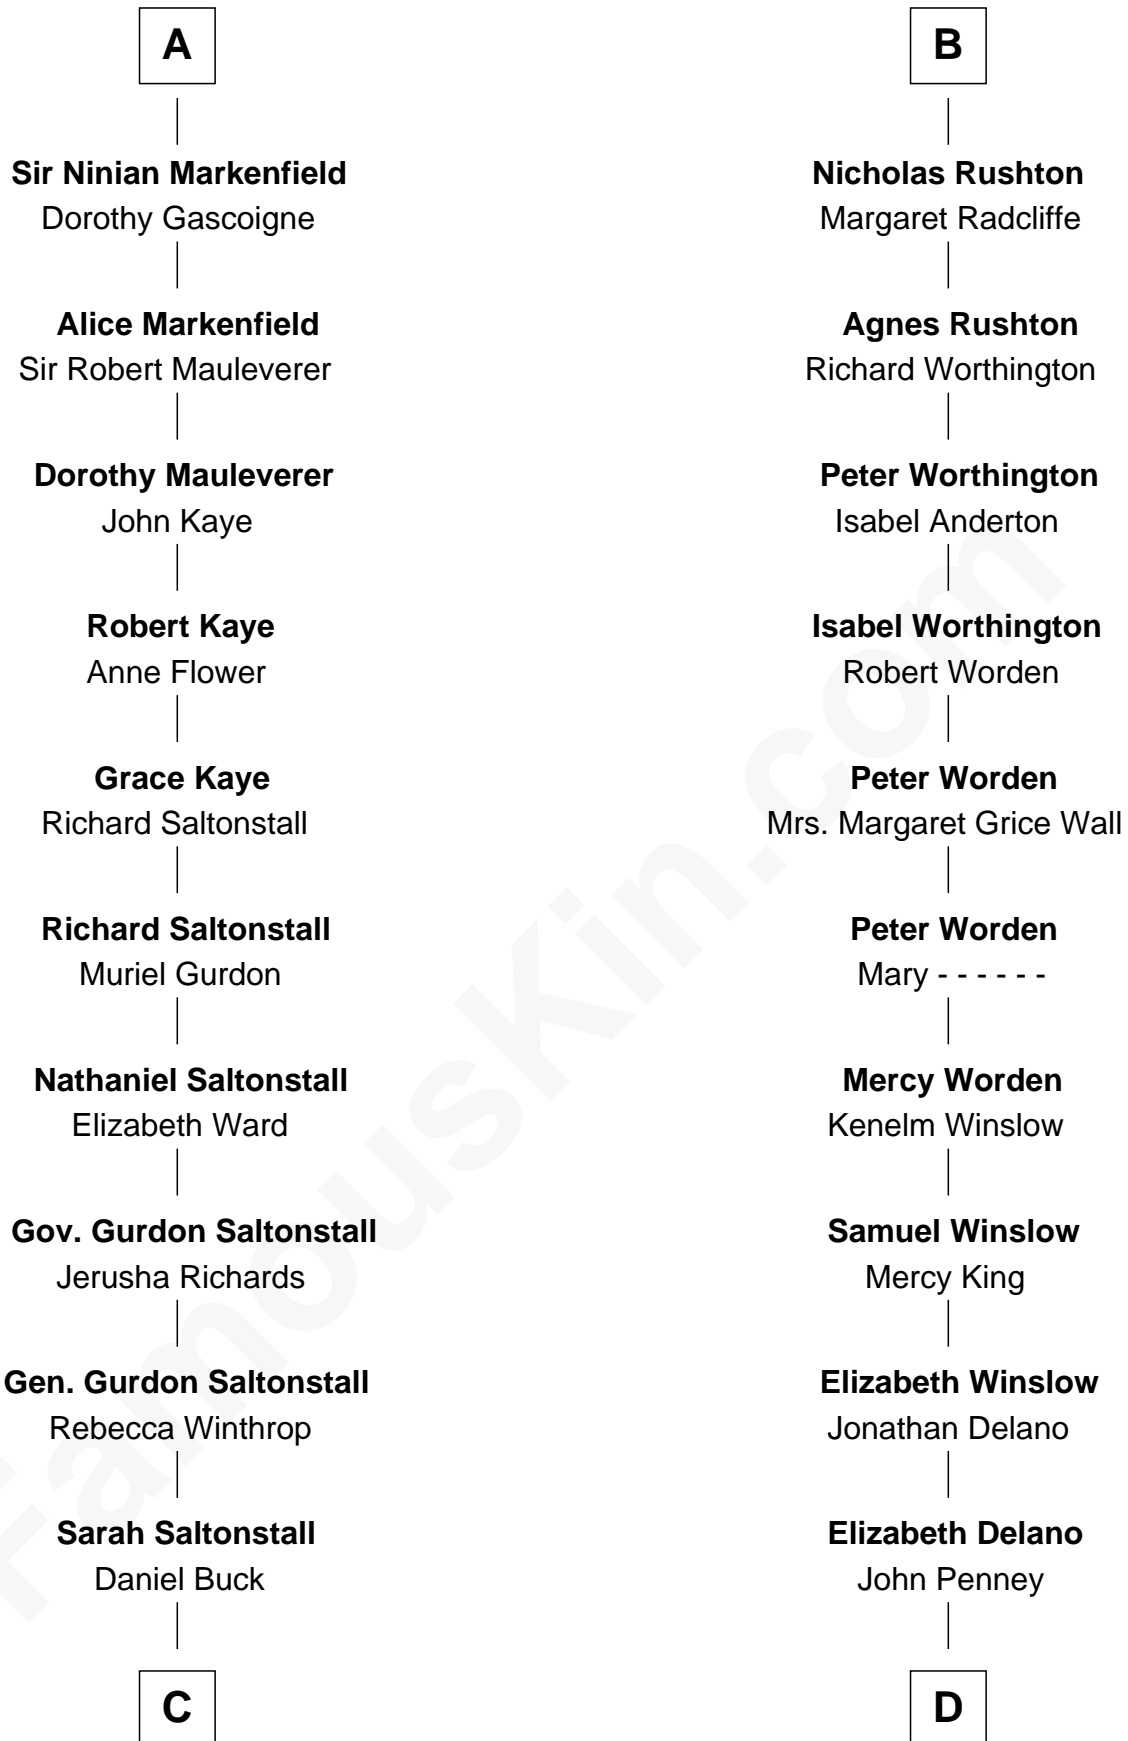 A
Sir Ninian Markenfield
Dorothy Gascoigne
Alice Markenfield
Sir Robert Mauleverer
Dorothy Mauleverer
John Kaye
Robert Kaye
Anne Flower
Grace Kaye
Richard Saltonstall
Richard Saltonstall
Muriel Gurdon
Nathaniel Saltonstall
Elizabeth Ward
Gov. Gurdon Saltonstall
Jerusha Richards
Gen. Gurdon Saltonstall
Rebecca Winthrop
Sarah Saltonstall
Daniel Buck
C
B
Nicholas Rushton
Margaret Radcliffe
Agnes Rushton
Richard Worthington
Peter Worthington
Isabel Anderton
Isabel Worthington
Robert Worden
Peter Worden
Mrs. Margaret Grice Wall
Peter Worden
Mary - - - - - -
Mercy Worden
Kenelm Winslow
Samuel Winslow
Mercy King
Elizabeth Winslow
Jonathan Delano
Elizabeth Delano
John Penney
D
FamousKin.com